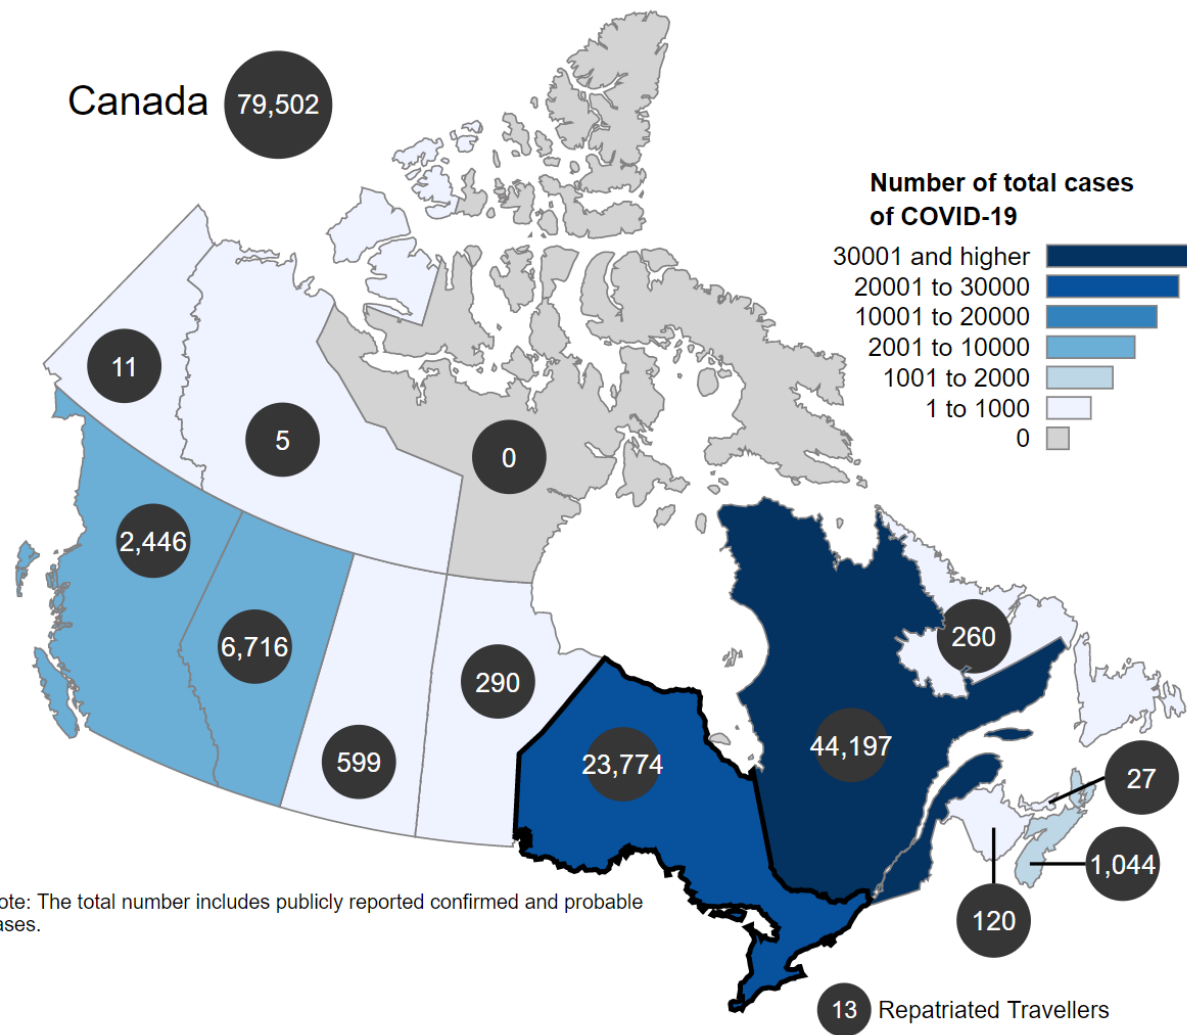 Canada 79,502
Number of total cases
of COVID-19
30001 and higher
20001 to 30000
10001 to 20000
2001 to 10000
1001 to 2000
1 to 1000
0
11
5
0
2,446
6,716
599
290
23,774
44,197
260
27
1,044
120
ote: The total number includes publicly reported confirmed and probable
ases.
13 Repatriated Travellers